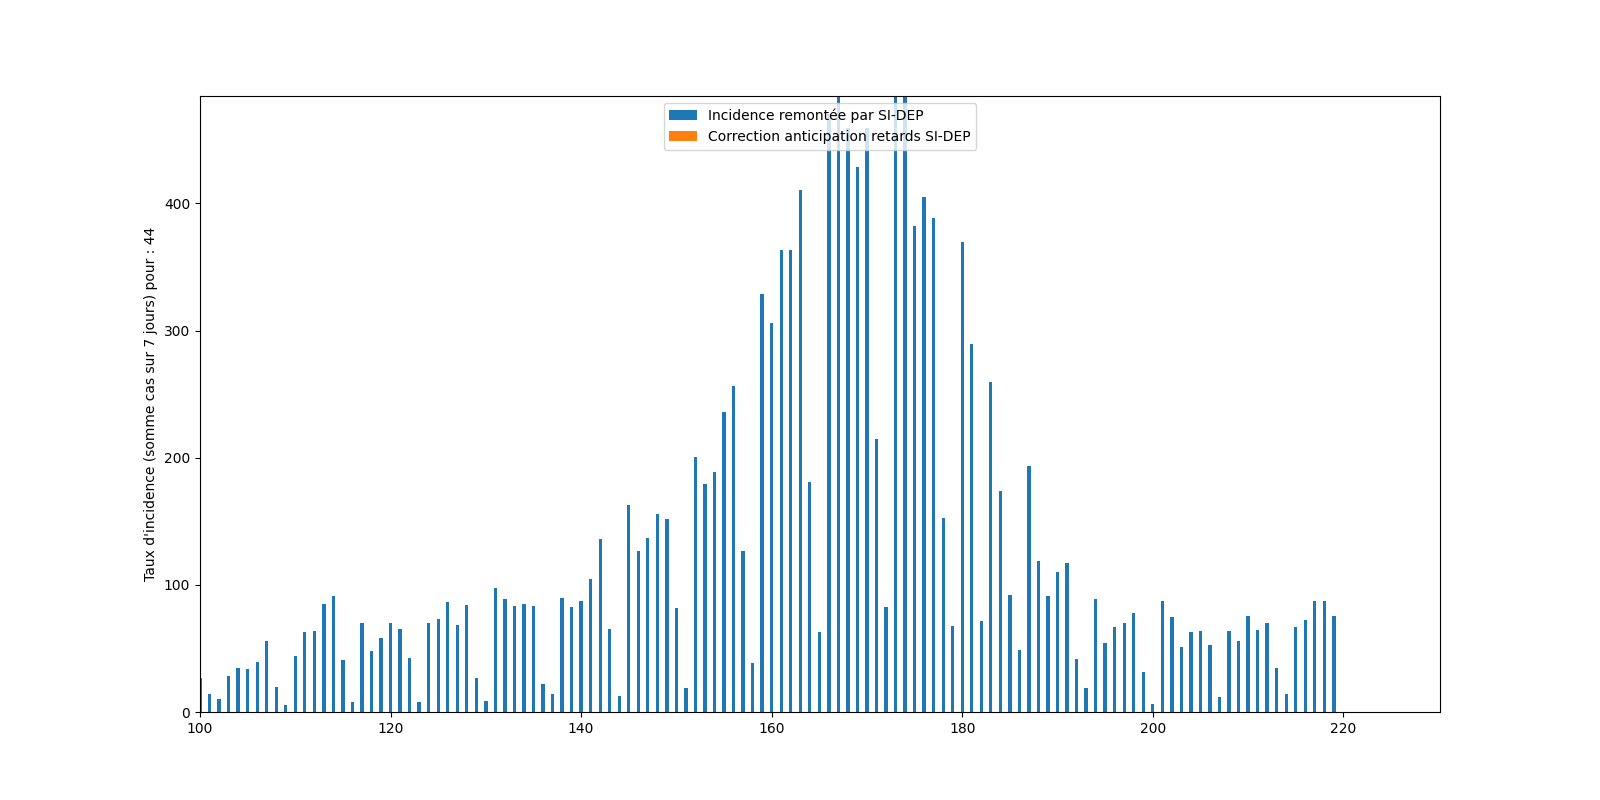 Incidence remontée par SI-DEP
Correction anticipation retards SI-DEP
Taux d'incidence (somme cas sur 7 jours) pour : 44
400
300
200
100
0
100 120 140 160 180 200 220